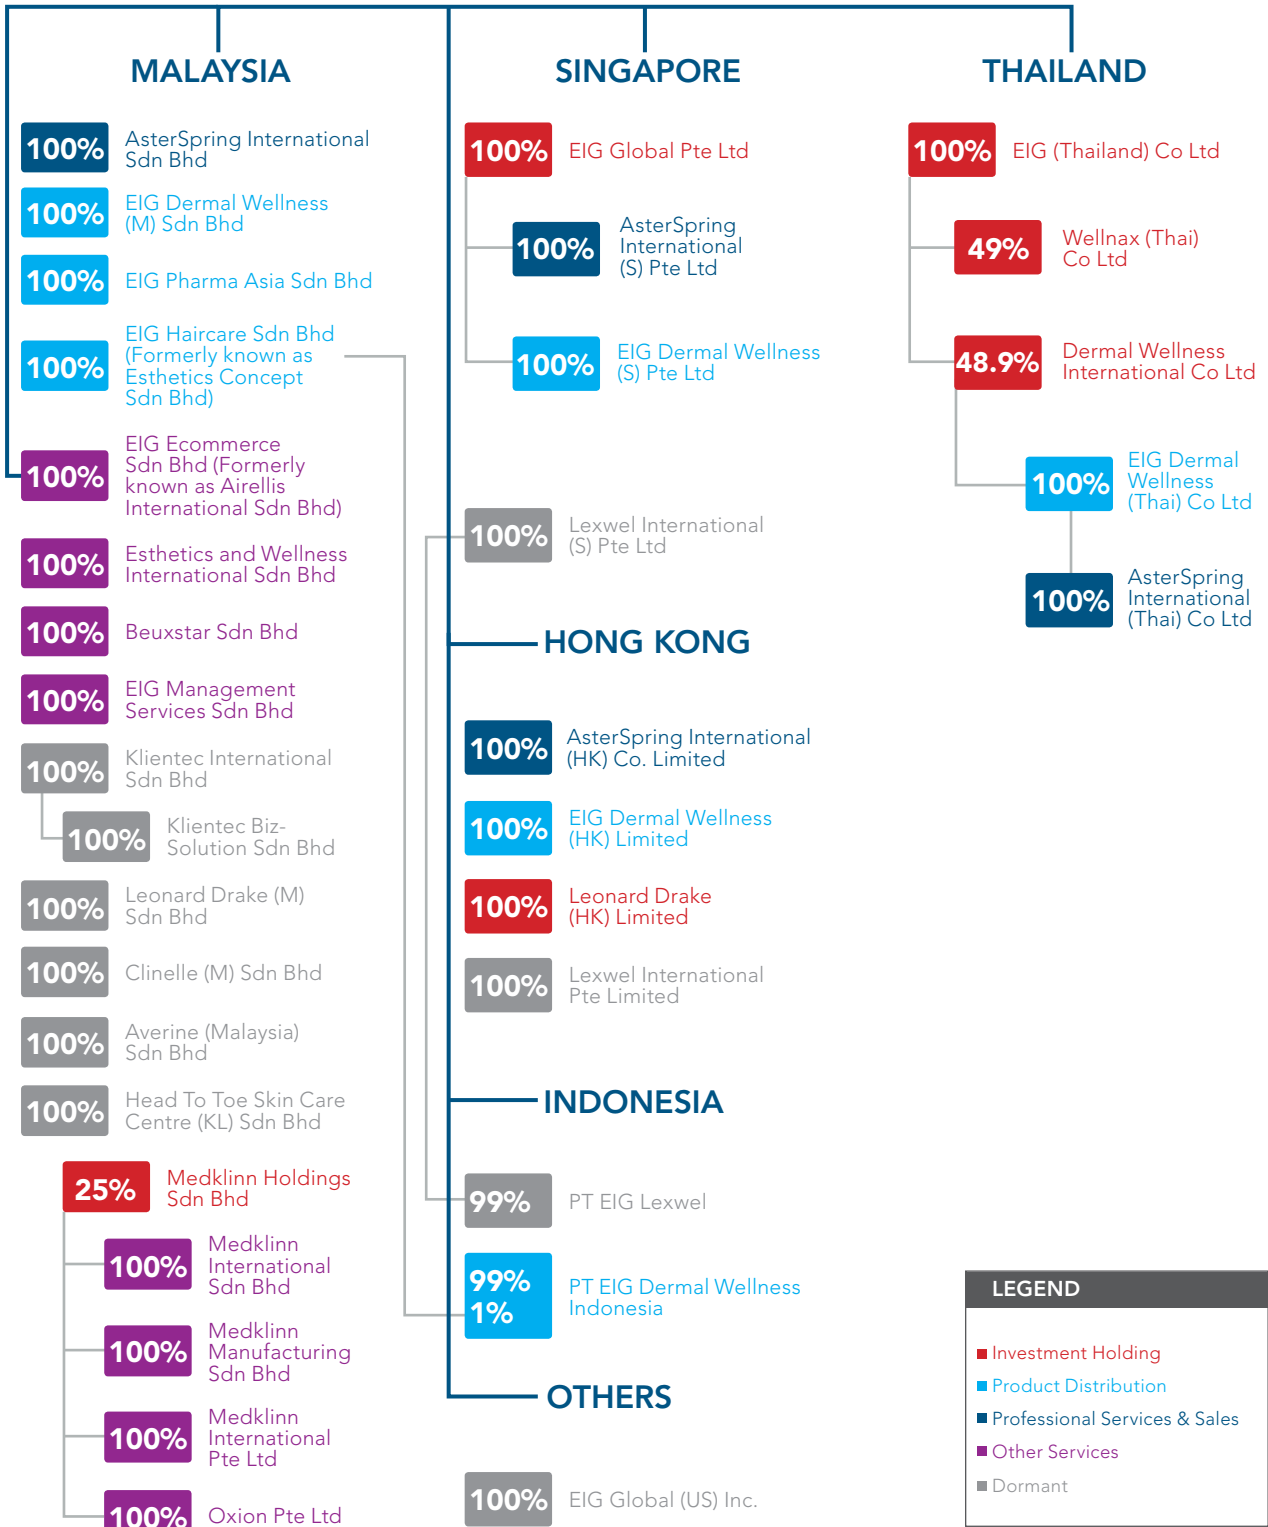 MALAYSIA
100%
AsterSpring International
Sdn Bhd
100%
EIG Dermal Wellness
(M) Sdn Bhd
100%
EIG Pharma Asia Sdn Bhd
100%
EIG Haircare Sdn Bhd
(Formerly known as
Esthetics Concept
Sdn Bhd)
100%
EIG Ecommerce
Sdn Bhd (Formerly
known as Airellis
International Sdn Bhd)
100%
Esthetics and Wellness
International Sdn Bhd
100%
Beuxstar Sdn Bhd
100%
EIG Management
Services Sdn Bhd
100%
Klientec International
Sdn Bhd
100%
Klientec Biz-
Solution Sdn Bhd
100%
Leonard Drake (M)
Sdn Bhd
100%
Clinelle (M) Sdn Bhd
100%
Averine (Malaysia)
Sdn Bhd
100%
Head To Toe Skin Care
Centre (KL) Sdn Bhd
25%
Medklinn Holdings
Sdn Bhd
100%
Medklinn
International
Sdn Bhd
100%
Medklinn
Manufacturing
Sdn Bhd
100%
Medklinn
International
Pte Ltd
100%
Oxion Pte Ltd
SINGAPORE
100%
EIG Global Pte Ltd
100%
AsterSpring
International
(S) Pte Ltd
100%
EIG Dermal Wellness
(S) Pte Ltd
100%
Lexwel International
(S) Pte Ltd
HONG KONG
100%
AsterSpring International
(HK) Co. Limited
100%
EIG Dermal Wellness
(HK) Limited
100%
Leonard Drake
(HK) Limited
100%
Lexwel International
Pte Limited
INDONESIA
99%
PT EIG Lexwel
99%
1%
PT EIG Dermal Wellness
Indonesia
OTHERS
100%
EIG Global (US) Inc.
THAILAND
100%
EIG (Thailand) Co Ltd
49%
Wellnax (Thai)
Co Ltd
48.9%
Dermal Wellness
International Co Ltd
100%
EIG Dermal
Wellness
(Thai) Co Ltd
100%
AsterSpring
International
(Thai) Co Ltd
LEGEND
Investment Holding
Product Distribution
Professional Services & Sales
Other Services
Dormant